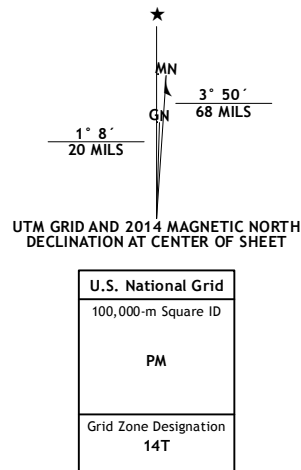 MN
3° 50´
68 MILS
GN
1° 8´
20 MILS
UTM GRID AND 2014 MAGNETIC NORTH
DECLINATION AT CENTER OF SHEET
U.S. National Grid
100,000-m Square ID
PM
Grid Zone Designation
14T